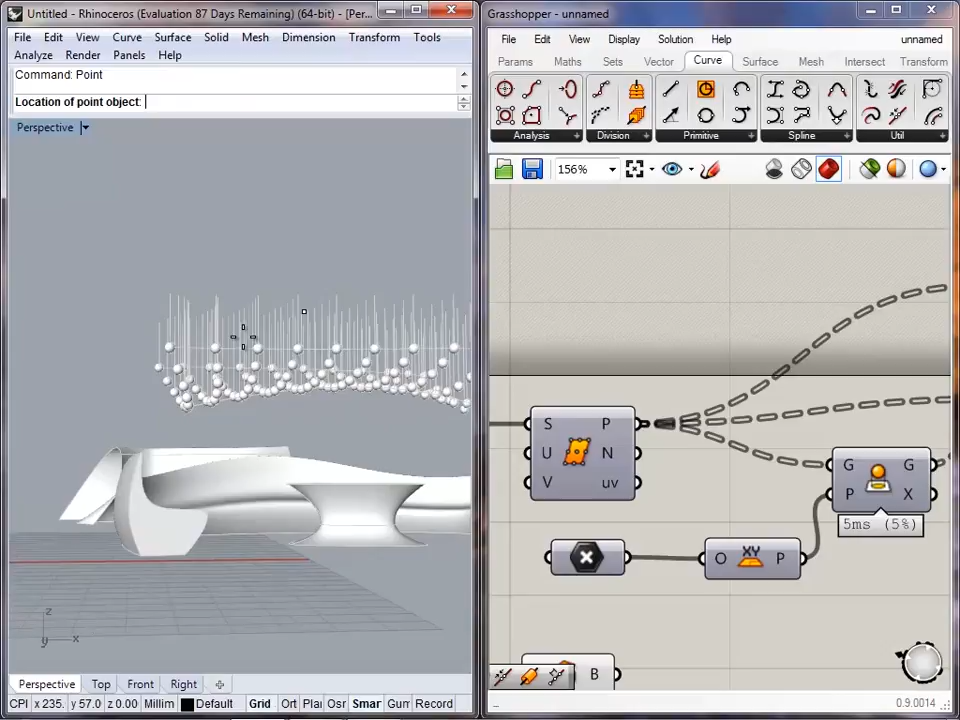 Untitled - Rhinoceros (Evaluation 87 Days Remaining) (64-bit) - [Per...
File Edit View Curve Surface Solid Mesh Dimension Transform Tools
Analyze Render Panels Help
Command: Point
Location of point object:
Perspective
z
y x
Perspective Top Front Right
CPl x 235. y 57.0 z 0.00 Millim Default Grid Ort Pla Osr Smar Gum Record
Grasshopper - unnamed
File Edit View Display Solution Help unnamed
Params Maths Sets Vector Curve Surface Mesh Intersect Transform
Analysis Division Primitive Spline Util
156%
S P
U N
V uv
G G
P X
5ms (5%)
O XY P
B
0.9.0014